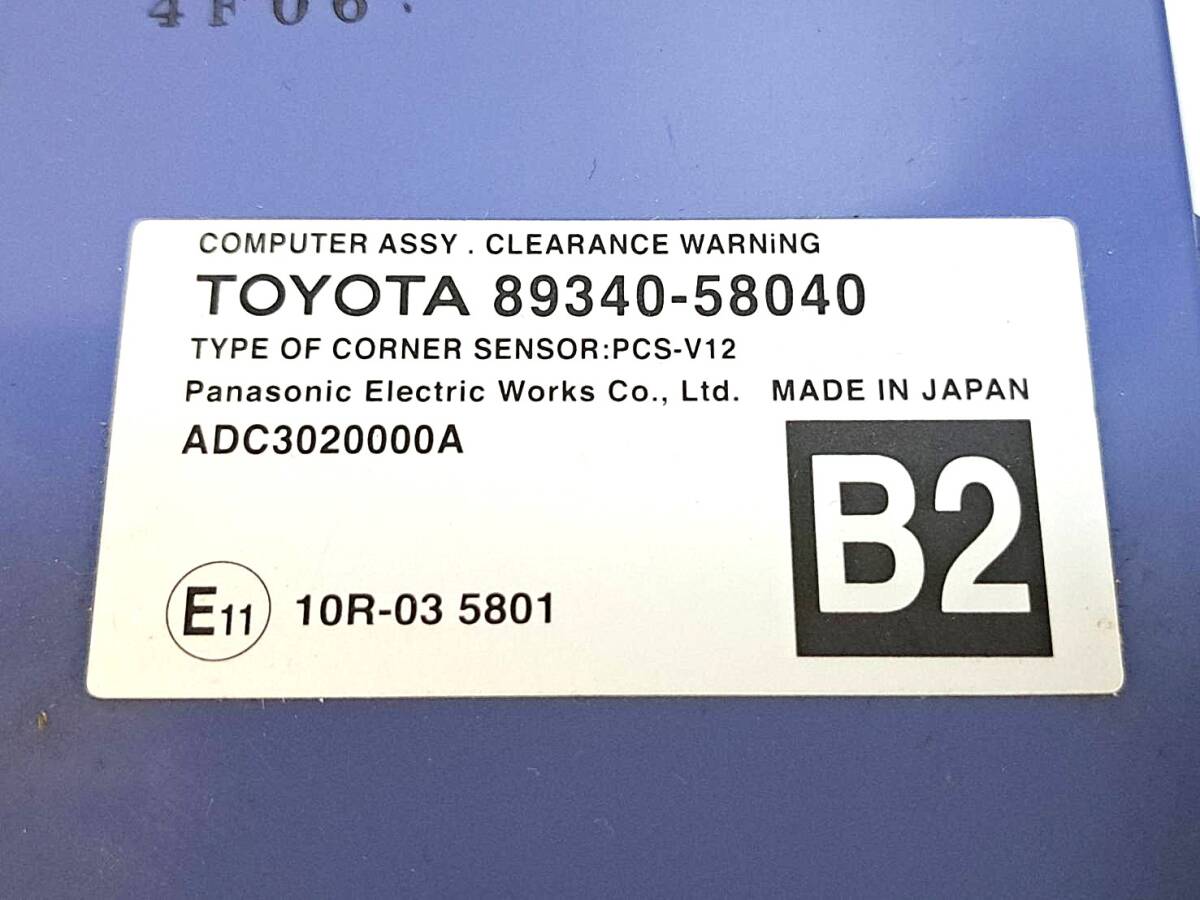 4F06
COMPUTER ASSY . CLEARANCE WARNiNG
TOYOTA 89340-58040
TYPE OF CORNER SENSOR:PCS-V12
Panasonic Electric Works Co., Ltd. MADE IN JAPAN
ADC3020000A
B2
E11 10R-03 5801